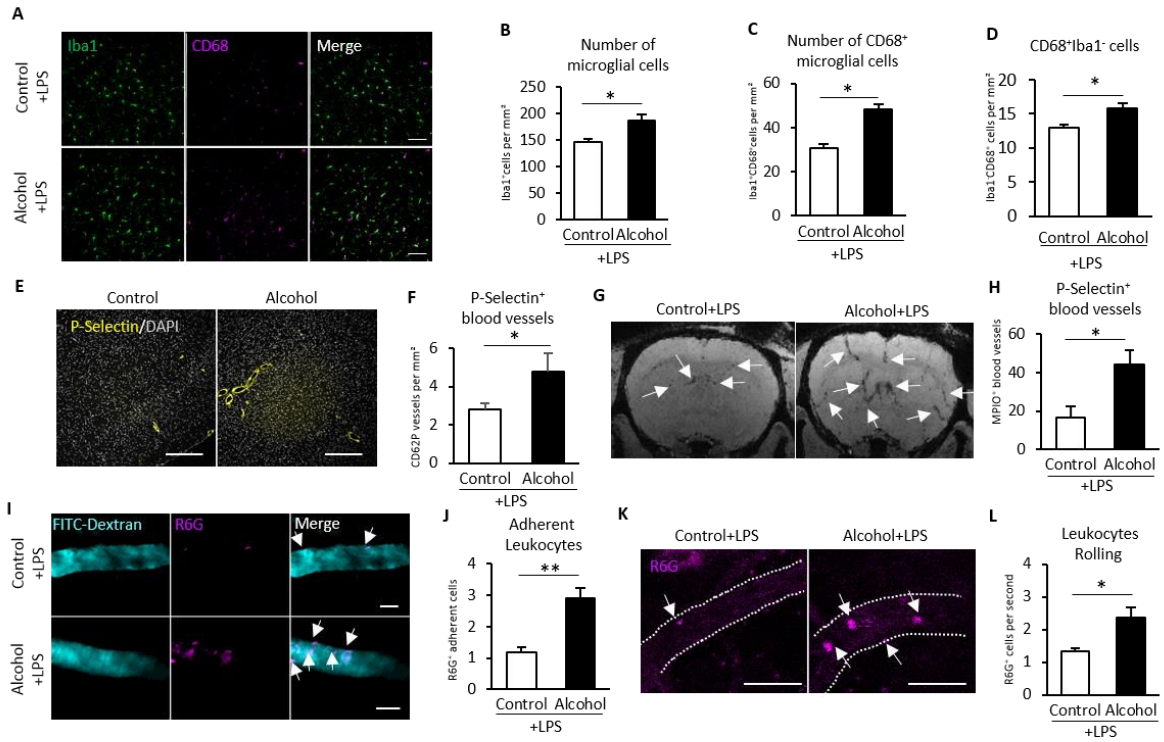 A
Iba1
CD68
Merge
Control
+LPS
Alcohol
+LPS
B
Number of
microglial cells
Iba1⁺cells per mm²
250
200
150
100
50
0
*
Control Alcohol
+LPS
C
Number of CD68⁺
microglial cells
Iba1⁺CD68⁺cells per mm²
60
40
20
0
*
Control Alcohol
+LPS
D
CD68⁺Iba1⁻ cells
Iba1⁻CD68⁺ cells per mm²
20
15
10
5
0
*
Control Alcohol
+LPS
E
Control
Alcohol
P-Selectin/DAPI
F
P-Selectin⁺
blood vessels
CD62P vessels per mm²
6
4
2
0
*
Control Alcohol
+LPS
G
Control+LPS
Alcohol+LPS
H
P-Selectin⁺
blood vessels
MPIO⁺ blood vessels
60
40
20
0
*
Control Alcohol
+LPS
I
FITC-Dextran
R6G
Merge
Control
+LPS
Alcohol
+LPS
J
Adherent
Leukocytes
R6G⁺ adherent cells
4
3
2
1
0
**
Control Alcohol
+LPS
K
Control+LPS
Alcohol+LPS
R6G
L
Leukocytes
Rolling
R6G⁺ cells per second
4
3
2
1
0
*
Control Alcohol
+LPS